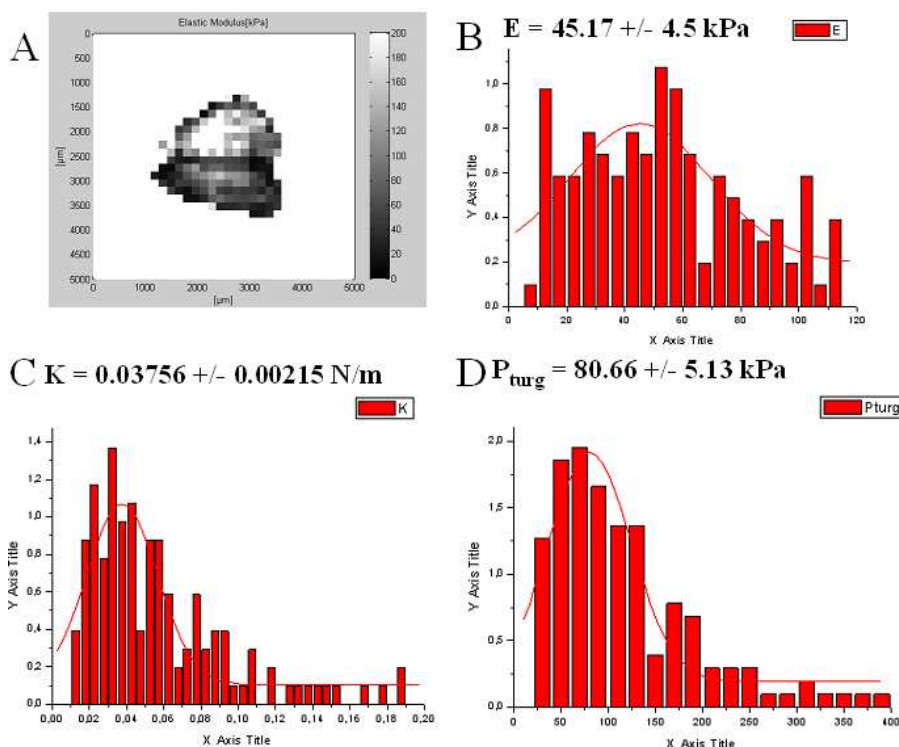 A
Elastic Modulus[kPa]
0
500
1000
1500
2000
2500
3000
3500
4000
4500
5000
[µm]
0 1000 2000 3000 4000 5000
[µm]
200
180
160
140
120
100
80
60
40
20
0
B E = 45.17 +/- 4.5 kPa
E
Y Axis Title
1,0
0,8
0,6
0,4
0,2
0,0
0 20 40 60 80 100 120
X Axis Title
C K = 0.03756 +/- 0.00215 N/m
K
Y Axis Title
1,4
1,2
1,0
0,8
0,6
0,4
0,2
0,0
0,00 0,02 0,04 0,06 0,08 0,10 0,12 0,14 0,16 0,18 0,20
X Axis Title
D Pturg = 80.66 +/- 5.13 kPa
Pturg
Y Axis Title
2,0
1,5
1,0
0,5
0,0
0 50 100 150 200 250 300 350 400
X Axis Title